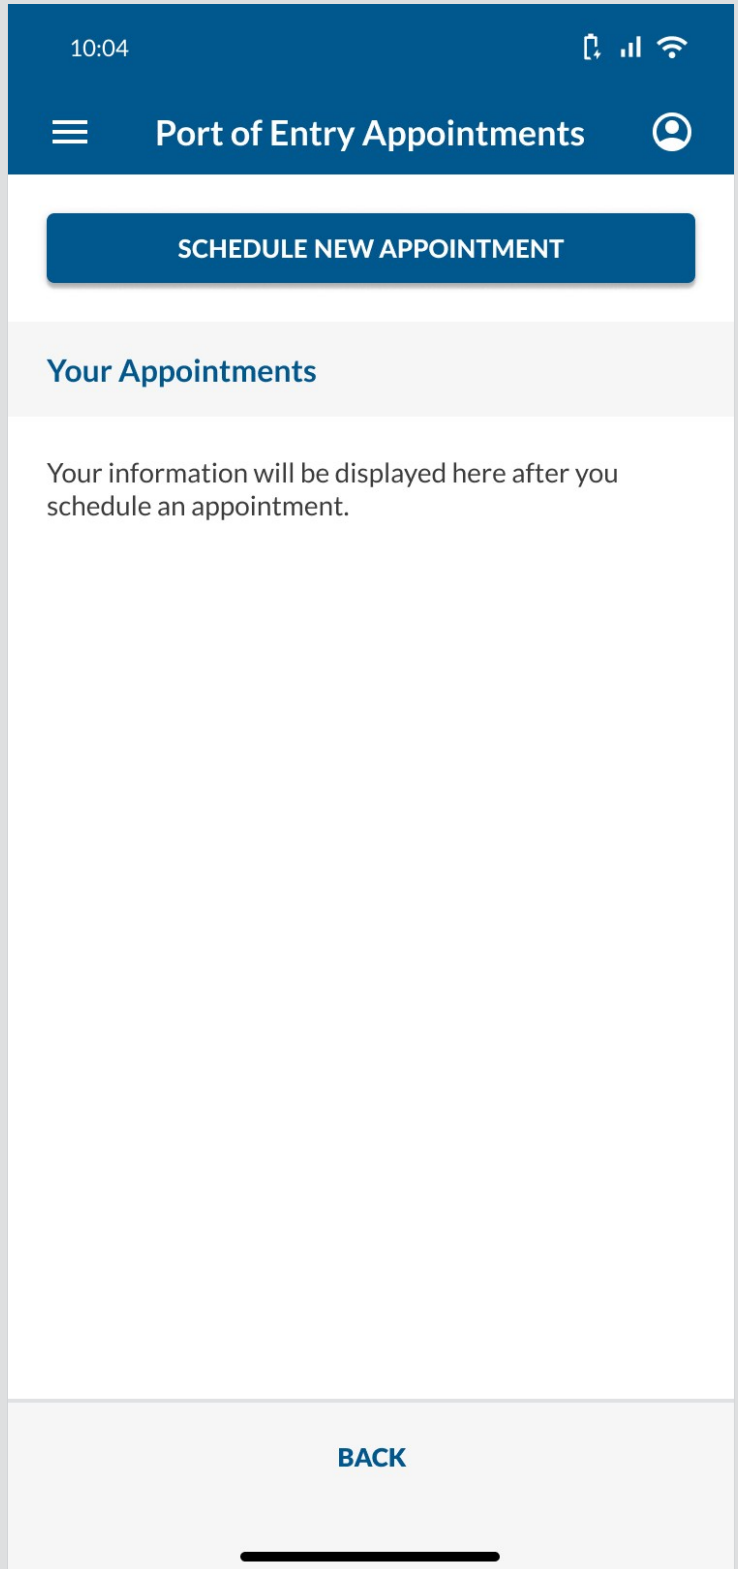 10:04
Port of Entry Appointments
SCHEDULE NEW APPOINTMENT
Your Appointments
Your information will be displayed here after you
schedule an appointment.
BACK